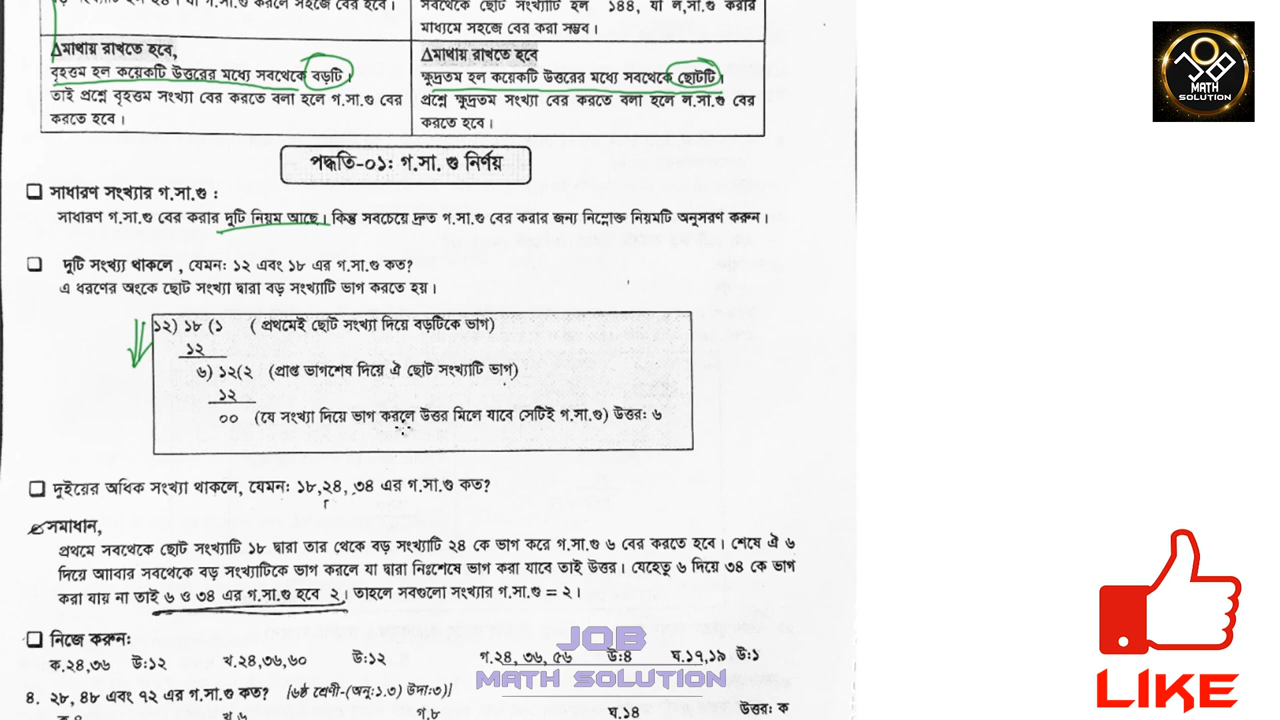 সবথেকে ছোট সংখ্যাটি হল ১৪৪, যা ল,সা.গু করার
মাধ্যমে সহজে বের করা সম্ভব।
∆মাথায় রাখতে হবে,
বৃহত্তম হল কয়েকটি উত্তরের মধ্যে সবথেকে বড়টি।
তাই প্রশ্নে বৃহত্তম সংখ্যা বের করতে বলা হলে গ.সা.গু বের
করতে হবে।
∆মাথায় রাখতে হবে
ক্ষুদ্রতম হল কয়েকটি উত্তরের মধ্যে সবথেকে ছোটটি।
প্রশ্নে ক্ষুদ্রতম সংখ্যা বের করতে বলা হলে ল.সা.গু বের
করতে হবে।
পদ্ধতি-০১: গ.সা. গু নির্ণয়
সাধারণ সংখ্যার গ.সা.গু :
সাধারণ গ.সা.গু বের করার দুটি নিয়ম আছে। কিন্তু সবচেয়ে দ্রুত গ.সা.গু বের করার জন্য নিম্নোক্ত নিয়মটি অনুসরণ করুন।
দুটি সংখ্যা থাকলে , যেমন: ১২ এবং ১৮ এর গ.সা.গু কত?
এ ধরণের অংকে ছোট সংখ্যা দ্বারা বড় সংখ্যাটি ভাগ করতে হয়।
১২) ১৮ (১ ( প্রথমেই ছোট সংখ্যা দিয়ে বড়টিকে ভাগ)
১২
৬) ১২(২ (প্রাপ্ত ভাগশেষ দিয়ে ঐ ছোট সংখ্যাটি ভাগ)
১২
০০ (যে সংখ্যা দিয়ে ভাগ করলে উত্তর মিলে যাবে সেটিই গ.সা.গু) উত্তর: ৬
দুইয়ের অধিক সংখ্যা থাকলে, যেমন: ১৮,২৪, ৩৪ এর গ.সা.গু কত?
সমাধান,
প্রথমে সবথেকে ছোট সংখ্যাটি ১৮ দ্বারা তার থেকে বড় সংখ্যাটি ২৪ কে ভাগ করে গ.সা.গু ৬ বের করতে হবে। শেষে ঐ ৬
দিয়ে আাবার সবথেকে বড় সংখ্যাটিকে ভাগ করলে যা দ্বারা নিঃশেষে ভাগ করা যাবে তাই উত্তর। যেহেতু ৬ দিয়ে ৩৪ কে ভাগ
করা যায় না তাই ৬ ও ৩৪ এর গ.সা.গু হবে ২। তাহলে সবগুলো সংখ্যার গ.সা.গু = ২।
নিজে করুন:
ক.২৪,৩৬ উ:১২ খ.২৪,৩৬,৬০ উ:১২ গ.২৪, ৩৬, ৫৬ উ:৪ ঘ.১৭,১৯ উ:১
৪. ২৮, ৪৮ এবং ৭২ এর গ.সা.গু কত? [৬ষ্ঠ শ্রেণী-(অনু:১.৩) উদা:৩)]
খ.৬ গ.৮ ঘ.১৪ উত্তর: ক
JOB
MATH SOLUTION
JOB
MATH
SOLUTION
LIKE